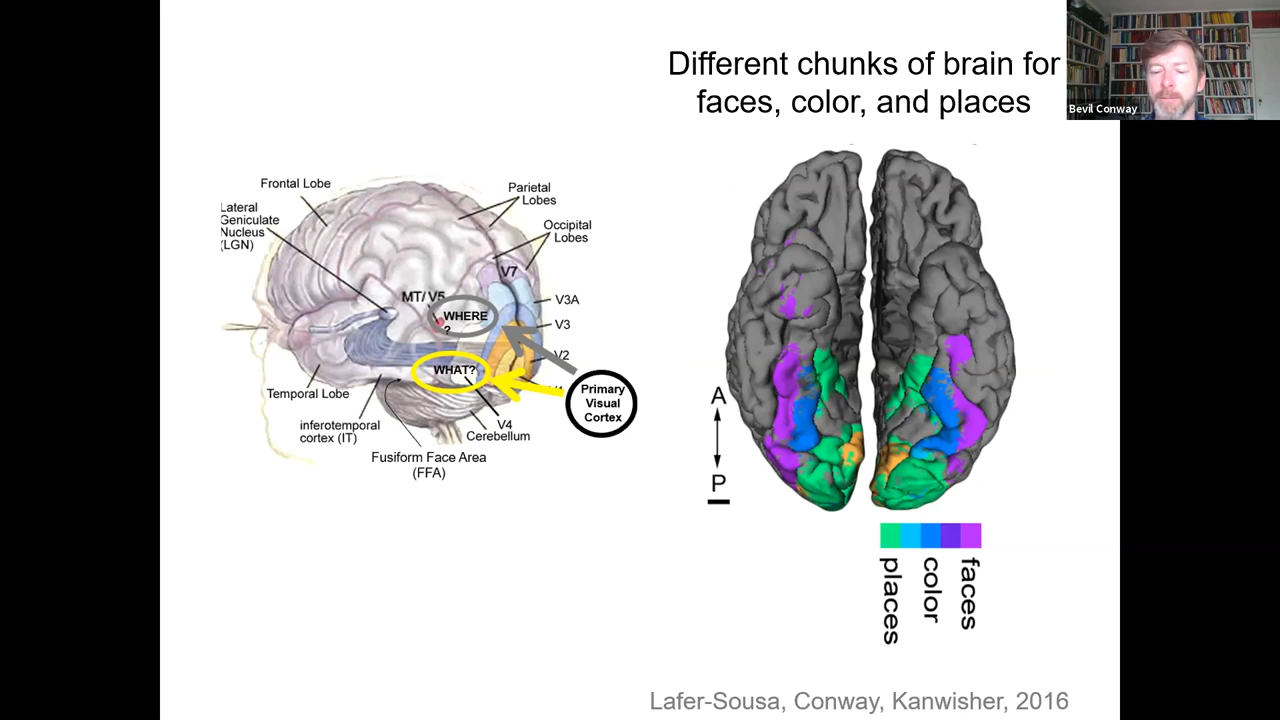 Different chunks of brain for
faces, color, and places
Bevil Conway
Frontal Lobe
Lateral
Geniculate
Nucleus
(LGN)
Parietal
Lobes
Occipital
Lobes
V7
MT/V5
WHERE
?
V3A
V3
V2
WHAT?
Primary
Visual
Cortex
Temporal Lobe
inferotemporal
cortex (IT)
V4
Cerebellum
Fusiform Face Area
(FFA)
A
P
places
color
faces
Lafer-Sousa, Conway, Kanwisher, 2016